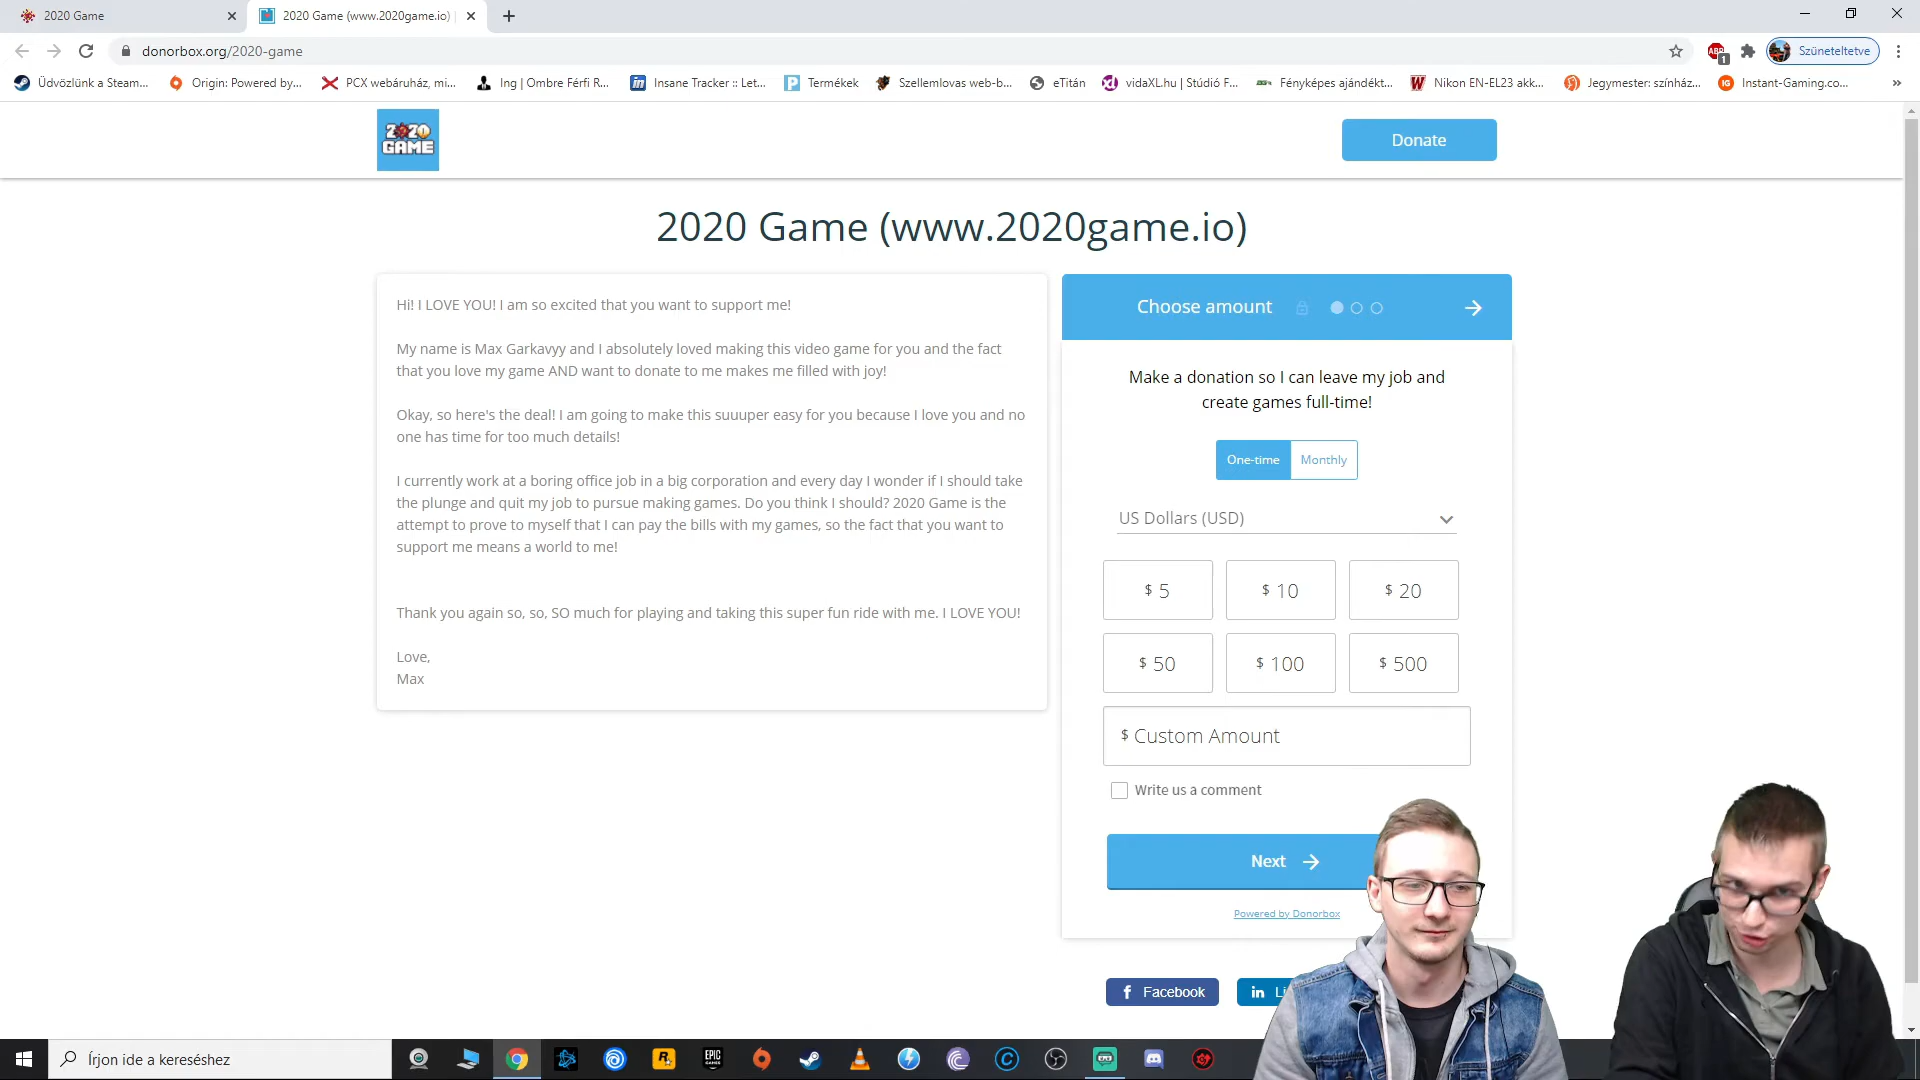 2020 Game
2020 Game (www.2020game.io)
donorbox.org/2020-game
ABP
1
Szüneteltetve
Üdvözlünk a Steam...
Origin: Powered by...
PCX webáruház, mi...
Ing | Ombre Férfi R...
Insane Tracker :: Let...
Termékek
Szellemlovas web-b...
eTitán
vidaXL.hu | Stúdió F...
Fényképes ajándékt...
Nikon EN-EL23 akk...
Jegymester: színház...
Instant-Gaming.co...
2020
GAME
Donate
2020 Game (www.2020game.io)
Hi! I LOVE YOU! I am so excited that you want to support me!
My name is Max Garkavyy and I absolutely loved making this video game for you and the fact
that you love my game AND want to donate to me makes me filled with joy!
Okay, so here's the deal! I am going to make this suuuper easy for you because I love you and no
one has time for too much details!
I currently work at a boring office job in a big corporation and every day I wonder if I should take
the plunge and quit my job to pursue making games. Do you think I should? 2020 Game is the
attempt to prove to myself that I can pay the bills with my games, so the fact that you want to
support me means a world to me!
Thank you again so, so, SO much for playing and taking this super fun ride with me. I LOVE YOU!
Love,
Max
Choose amount
Make a donation so I can leave my job and
create games full-time!
One-time Monthly
US Dollars (USD)
$ 5
$ 10
$ 20
$ 50
$ 100
$ 500
$ Custom Amount
Write us a comment
Next
Powered by Donorbox
Facebook
in Li
Írjon ide a kereséshez
EPIC
GAMES